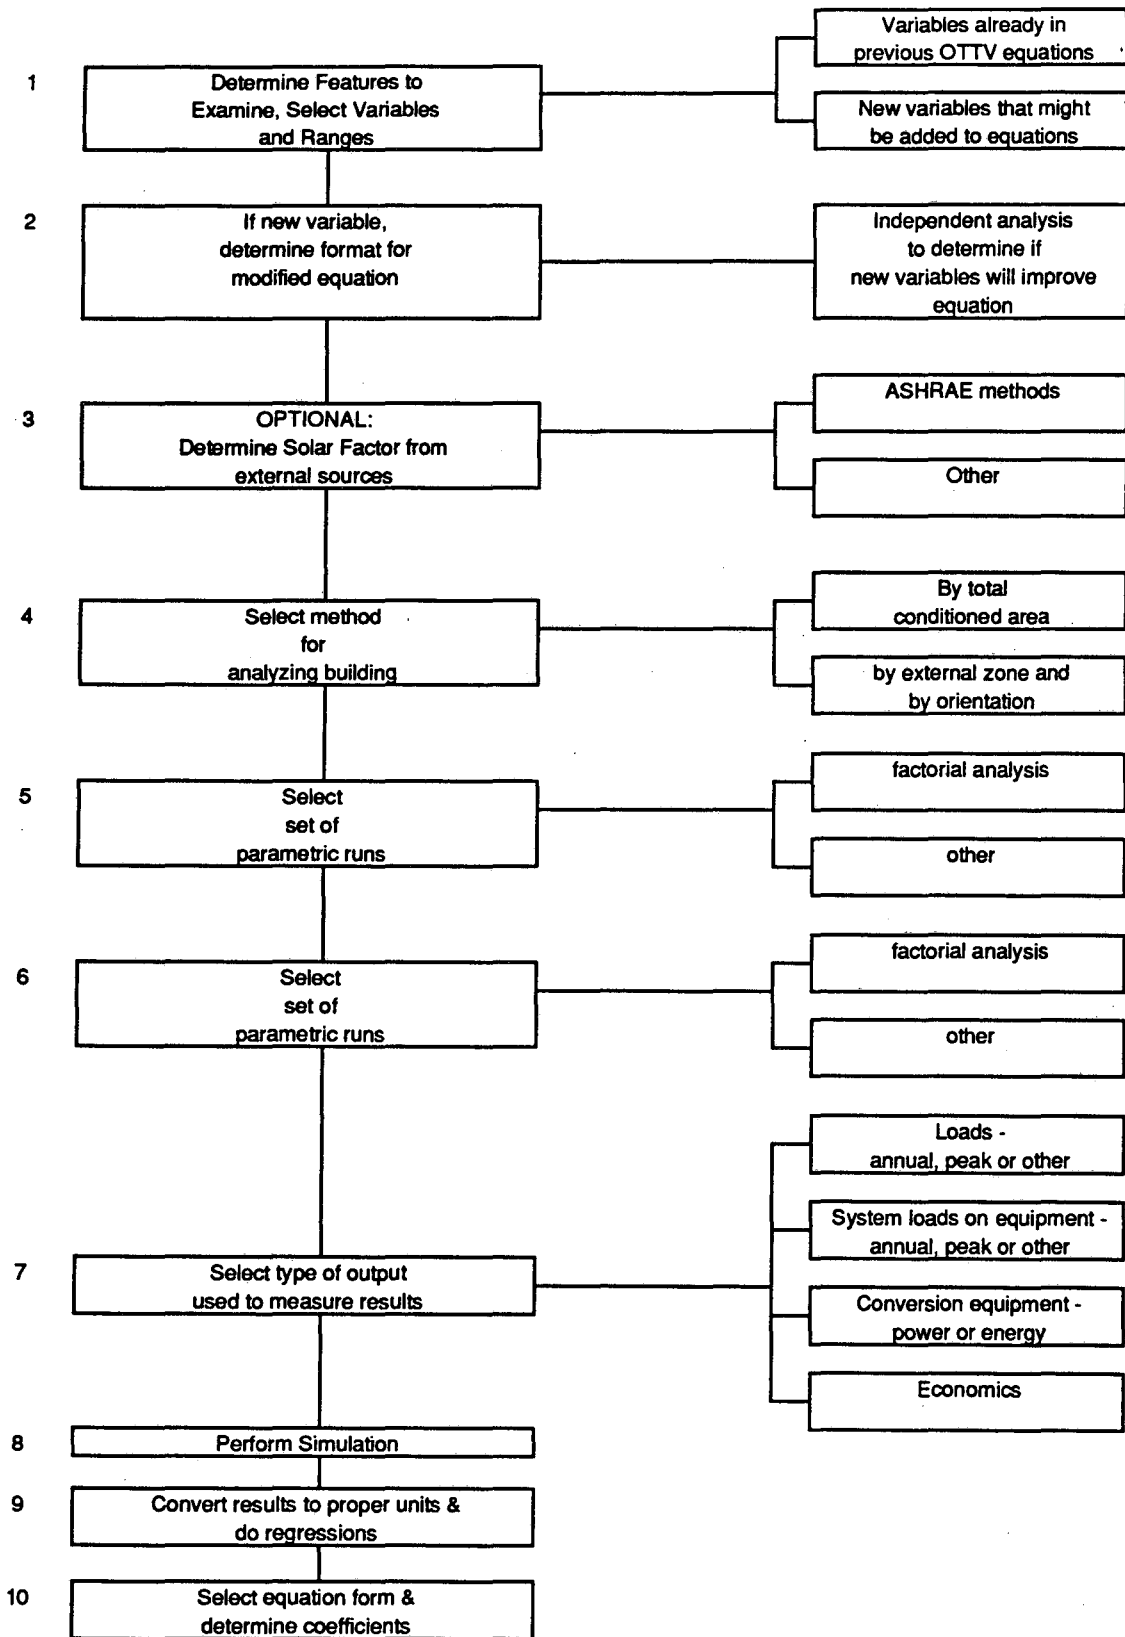 1
Determine Features to
Examine, Select Variables
and Ranges
Variables already in
previous OTTV equations
New variables that might
be added to equations
2
If new variable,
determine format for
modified equation
Independent analysis
to determine if
new variables will improve
equation
3
OPTIONAL:
Determine Solar Factor from
external sources
ASHRAE methods
Other
4
Select method
for
analyzing building
By total
conditioned area
by external zone and
by orientation
5
Select
set of
parametric runs
factorial analysis
other
6
Select
set of
parametric runs
factorial analysis
other
7
Select type of output
used to measure results
Loads -
annual, peak or other
System loads on equipment -
annual, peak or other
Conversion equipment -
power or energy
Economics
8
Perform Simulation
9
Convert results to proper units &
do regressions
10
Select equation form &
determine coefficients